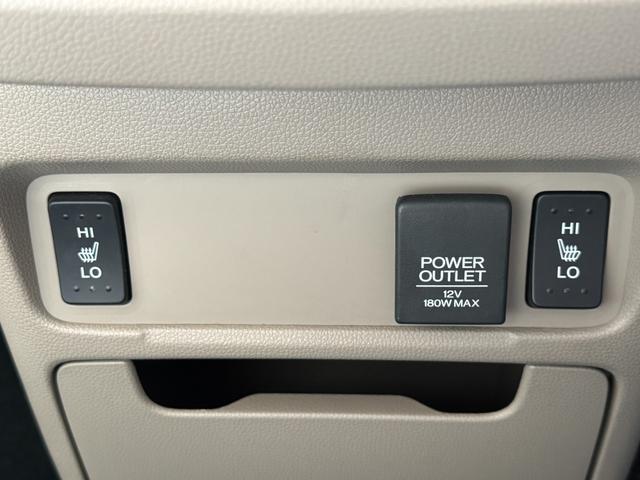 HI
LO
POWER
OUTLET
12V
180W MAX
HI
LO